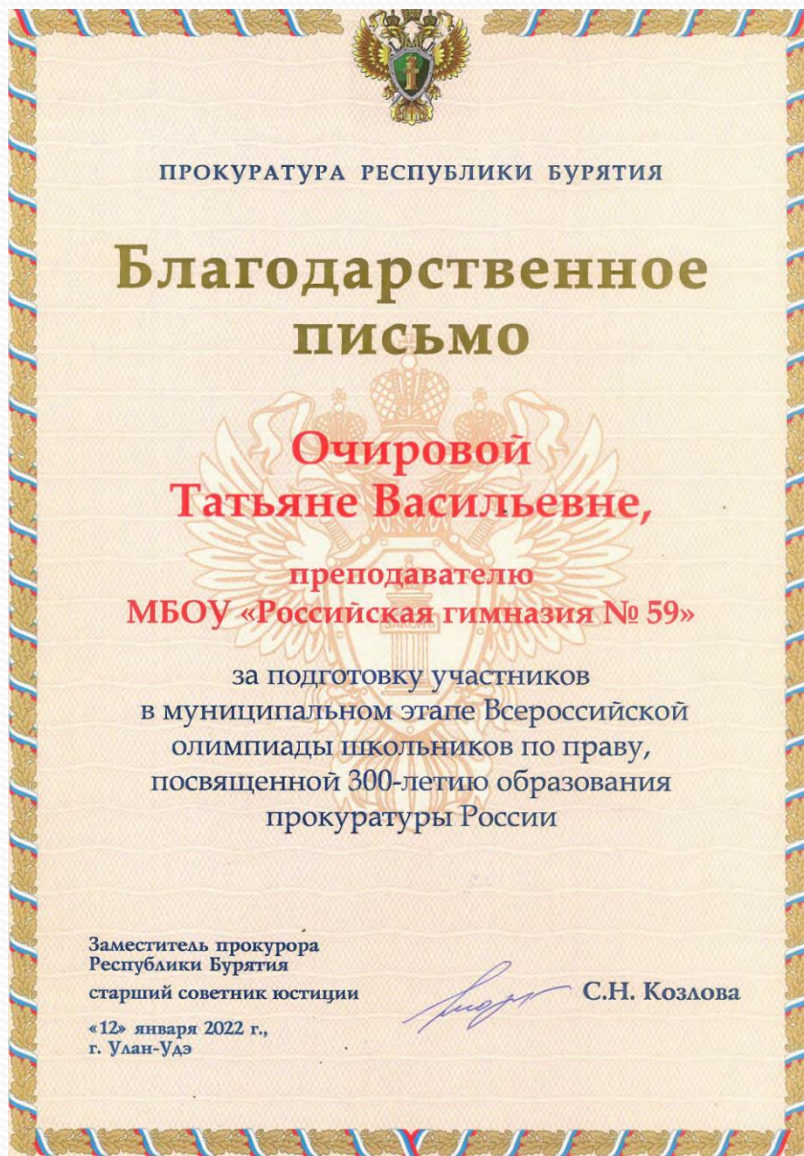 ПРОКУРАТУРА РЕСПУБЛИКИ БУРЯТИЯ
Благодарственное
письмо
Очировой
Татьяне Васильевне,
преподавателю
МБОУ «Российская гимназия № 59»
за подготовку участников
в муниципальном этапе Всероссийской
олимпиады школьников по праву,
посвященной 300-летию образования
прокуратуры России
Заместитель прокурора
Республики Бурятия
старший советник юстиции
С.Н. Козлова
«12» января 2022 г.,
г. Улан-Удэ